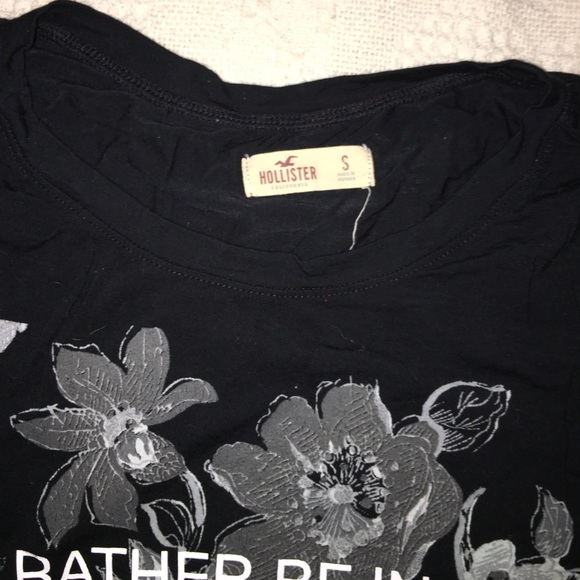 HOLLISTER S
CALIFORNIA
RATHER BE IN